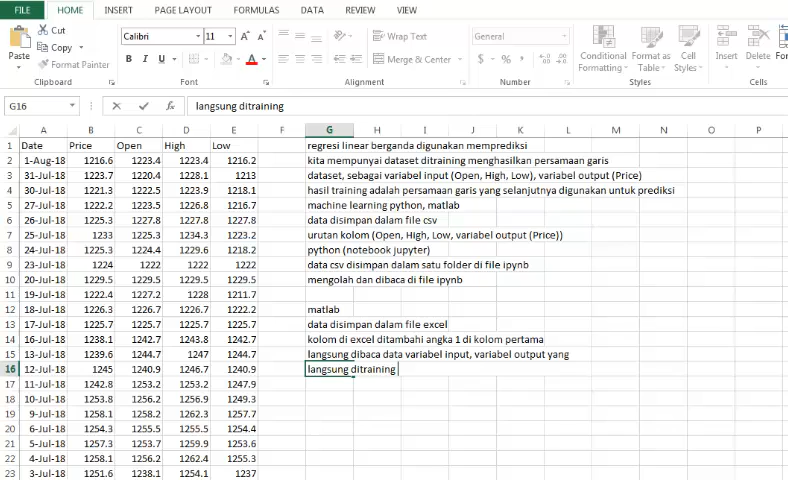 FILE HOME INSERT PAGE LAYOUT FORMULAS DATA REVIEW VIEW
Cut
Copy
Format Painter
Paste
Clipboard
Calibri 11
B I U
Font
Wrap Text
Merge & Center
Alignment
General
$ % ,
Number
Conditional Formatting
Format as Table
Cell Styles
Styles
Insert
Delete
Cells
G16 fx langsung ditraining
A B C D E F G H I J K L M N O P
1 Date Price Open High Low regresi linear berganda digunakan memprediksi
2 1-Aug-18 1216.6 1223.4 1223.4 1216.2 kita mempunyai dataset ditraining menghasilkan persamaan garis
3 31-Jul-18 1223.7 1220.4 1228.1 1213 dataset, sebagai variabel input (Open, High, Low), variabel output (Price)
4 30-Jul-18 1221.3 1222.5 1223.9 1218.1 hasil training adalah persamaan garis yang selanjutnya digunakan untuk prediksi
5 27-Jul-18 1222.2 1223.5 1226.8 1216.7 machine learning python, matlab
6 26-Jul-18 1225.3 1227.8 1227.8 1227.8 data disimpan dalam file csv
7 25-Jul-18 1233 1225.3 1234.3 1223.2 urutan kolom (Open, High, Low, variabel output (Price))
8 24-Jul-18 1225.3 1224.4 1229.6 1218.2 python (notebook jupyter)
9 23-Jul-18 1224 1222 1222 1222 data csv disimpan dalam satu folder di file ipynb
10 20-Jul-18 1229.5 1229.5 1229.5 1229.5 mengolah dan dibaca di file ipynb
11 19-Jul-18 1222.4 1227.2 1228 1211.7
12 18-Jul-18 1226.3 1226.7 1226.7 1222.2 matlab
13 17-Jul-18 1225.7 1225.7 1225.7 1225.7 data disimpan dalam file excel
14 16-Jul-18 1238.1 1242.7 1243.8 1242.7 kolom di excel ditambahi angka 1 di kolom pertama
15 13-Jul-18 1239.6 1244.7 1247 1244.7 langsung dibaca data variabel input, variabel output yang
16 12-Jul-18 1245 1240.9 1246.7 1240.9 langsung ditraining
17 11-Jul-18 1242.8 1253.2 1253.2 1247.9
18 10-Jul-18 1253.8 1256.2 1256.9 1249.3
19 9-Jul-18 1258.1 1258.2 1262.3 1257.7
20 6-Jul-18 1254.3 1255.5 1255.5 1254.4
21 5-Jul-18 1257.3 1253.7 1259.9 1253.6
22 4-Jul-18 1258.1 1256.2 1262.4 1255.3
23 3-Jul-18 1251.6 1238.1 1254.1 1237